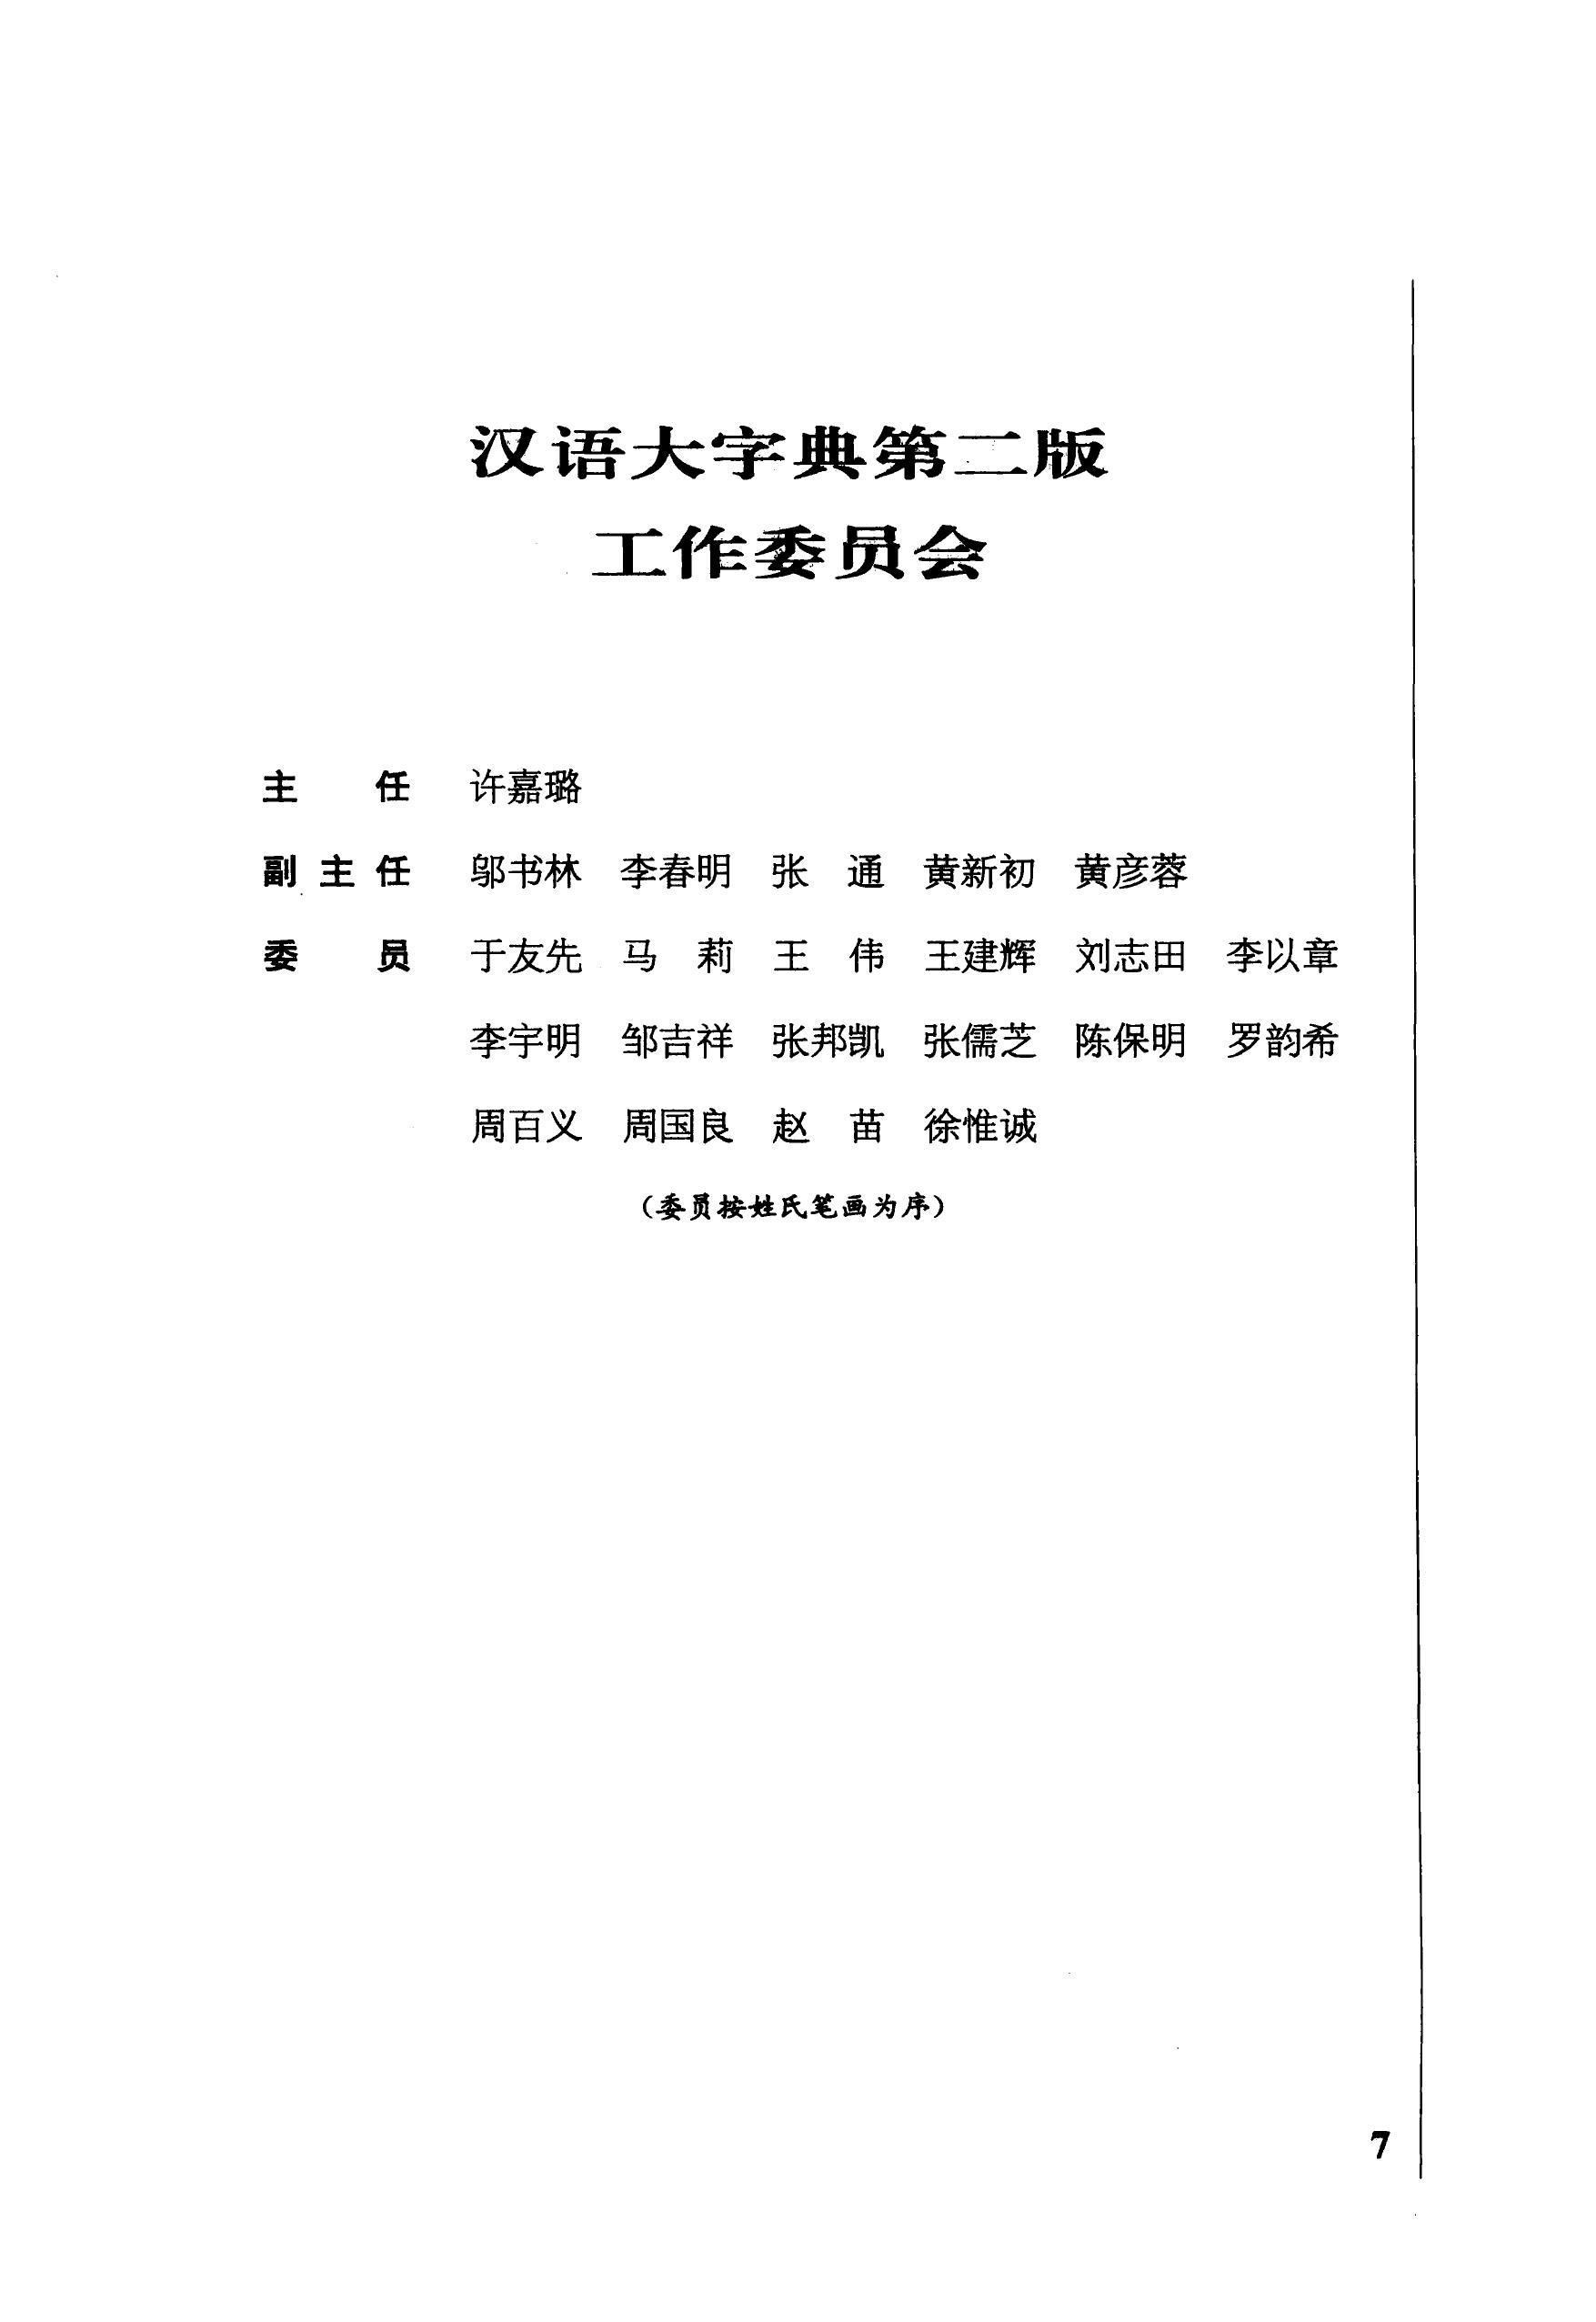 汉语大字典第二版
工作委员会
主 任 许嘉璐
副主任 邬书林 李春明 张 通 黄新初 黄彦蓉
委 员 于友先 马 莉 王 伟 王建辉 刘志田 李以章
李宇明 邹吉祥 张邦凯 张儒芝 陈保明 罗韵希
周百义 周国良 赵 苗 徐惟诚
（委员按姓氏笔画为序）
7